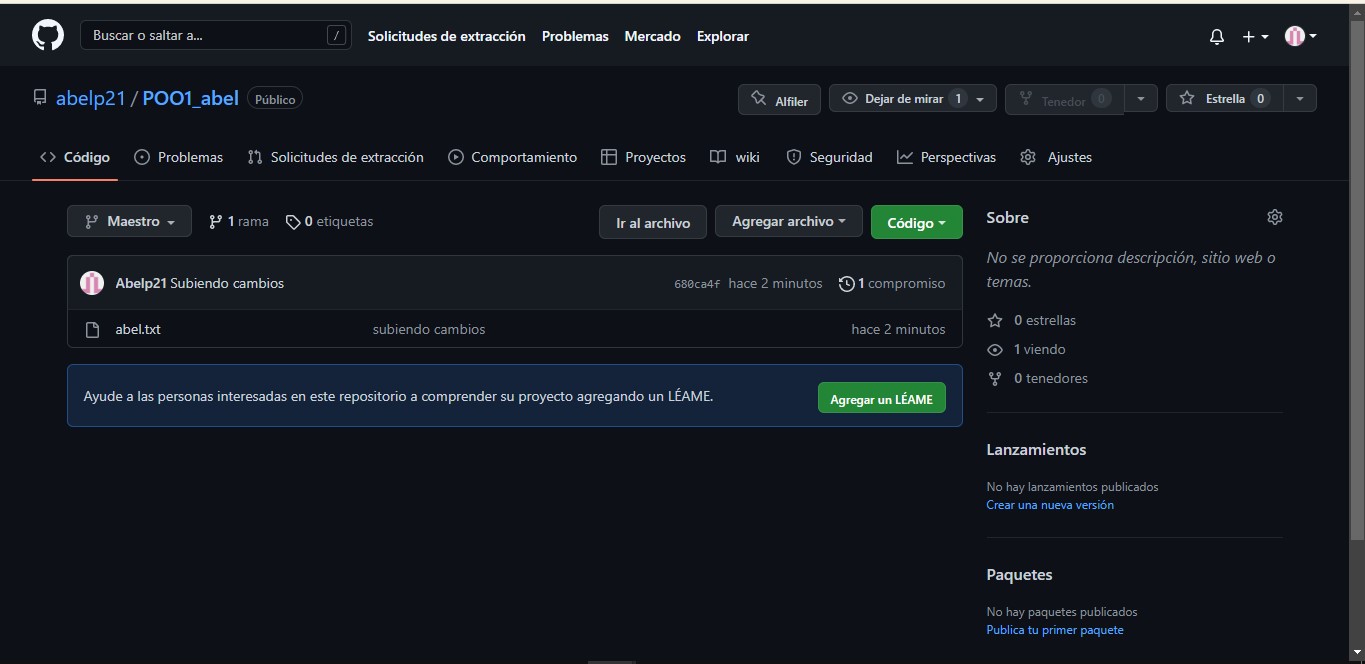 Buscar o saltar a... / Solicitudes de extracción Problemas Mercado Explorar
abelp21 / POO1_abel Público Alfiler Dejar de mirar 1 Tenedor 0 Estrella 0
Código Problemas Solicitudes de extracción Comportamiento Proyectos wiki Seguridad Perspectivas Ajustes
Maestro 1 rama 0 etiquetas Ir al archivo Agregar archivo Código
Abelp21 Subiendo cambios 680ca4f hace 2 minutos 1 compromiso
abel.txt subiendo cambios hace 2 minutos
Ayude a las personas interesadas en este repositorio a comprender su proyecto agregando un LÉAME. Agregar un LÉAME
Sobre
No se proporciona descripción, sitio web o
temas.
0 estrellas
1 viendo
0 tenedores
Lanzamientos
No hay lanzamientos publicados
Crear una nueva versión
Paquetes
No hay paquetes publicados
Publica tu primer paquete